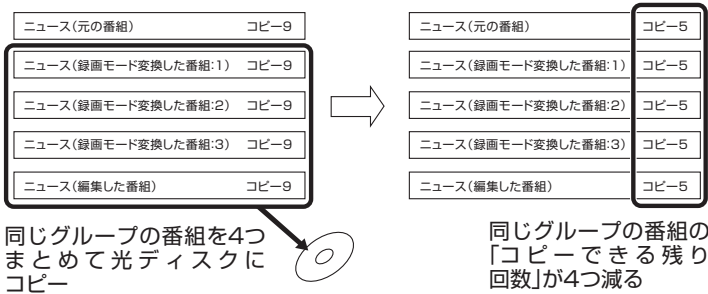 ニュース(元の番組) コピー9
ニュース(録画モード変換した番組:1) コピー9
ニュース(録画モード変換した番組:2) コピー9
ニュース(録画モード変換した番組:3) コピー9
ニュース(編集した番組) コピー9
同じグループの番組を4つ
まとめて光ディスクに
コピー
ニュース(元の番組) コピー5
ニュース(録画モード変換した番組:1) コピー5
ニュース(録画モード変換した番組:2) コピー5
ニュース(録画モード変換した番組:3) コピー5
ニュース(編集した番組) コピー5
同じグループの番組の
「コピーできる残り
回数」が4つ減る